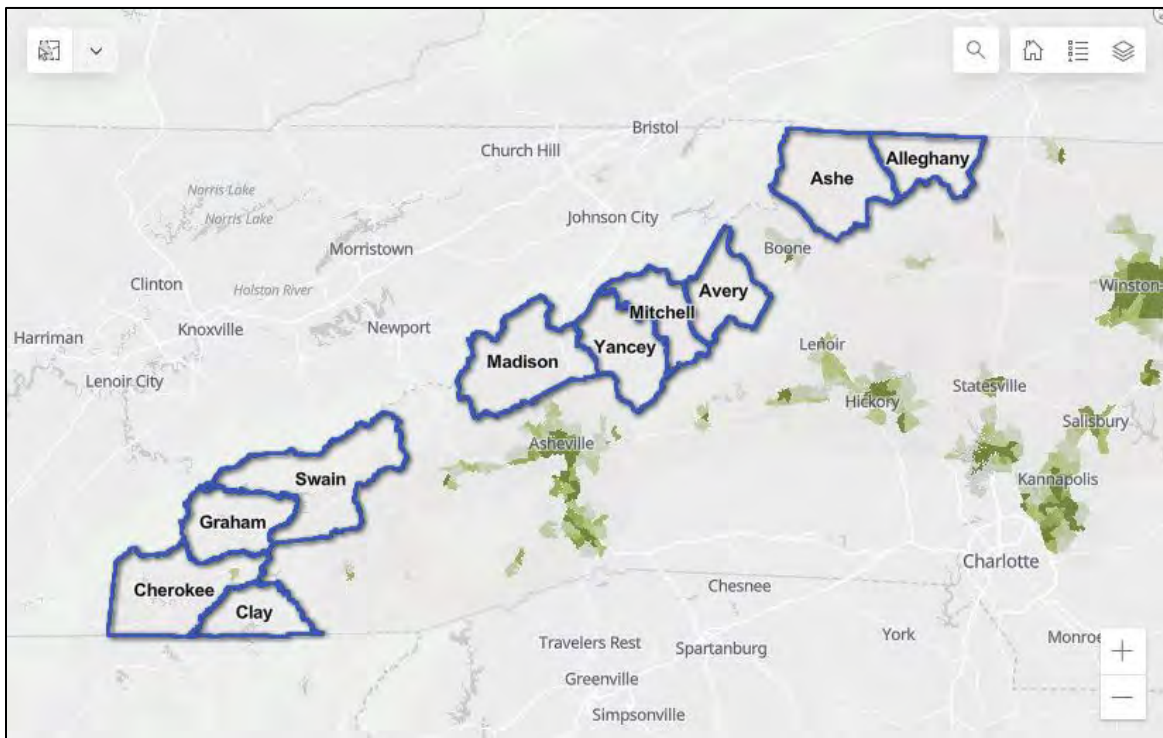 Bristol
Church Hill
Alleghany
Ashe
Norris Lake
Norris Lake
Johnson City
Morristown
Boone
Clinton
Holston River
Avery
Winston-
Mitchell
Harriman
Knoxville
Newport
Yancey
Lenoir
Madison
Lenoir City
Statesville
Hickory
Salisbury
Asheville
Swain
Kannapolis
Graham
Charlotte
Cherokee
Chesnee
Clay
York
Monroe
Travelers Rest
Spartanburg
Greenville
Simpsonville